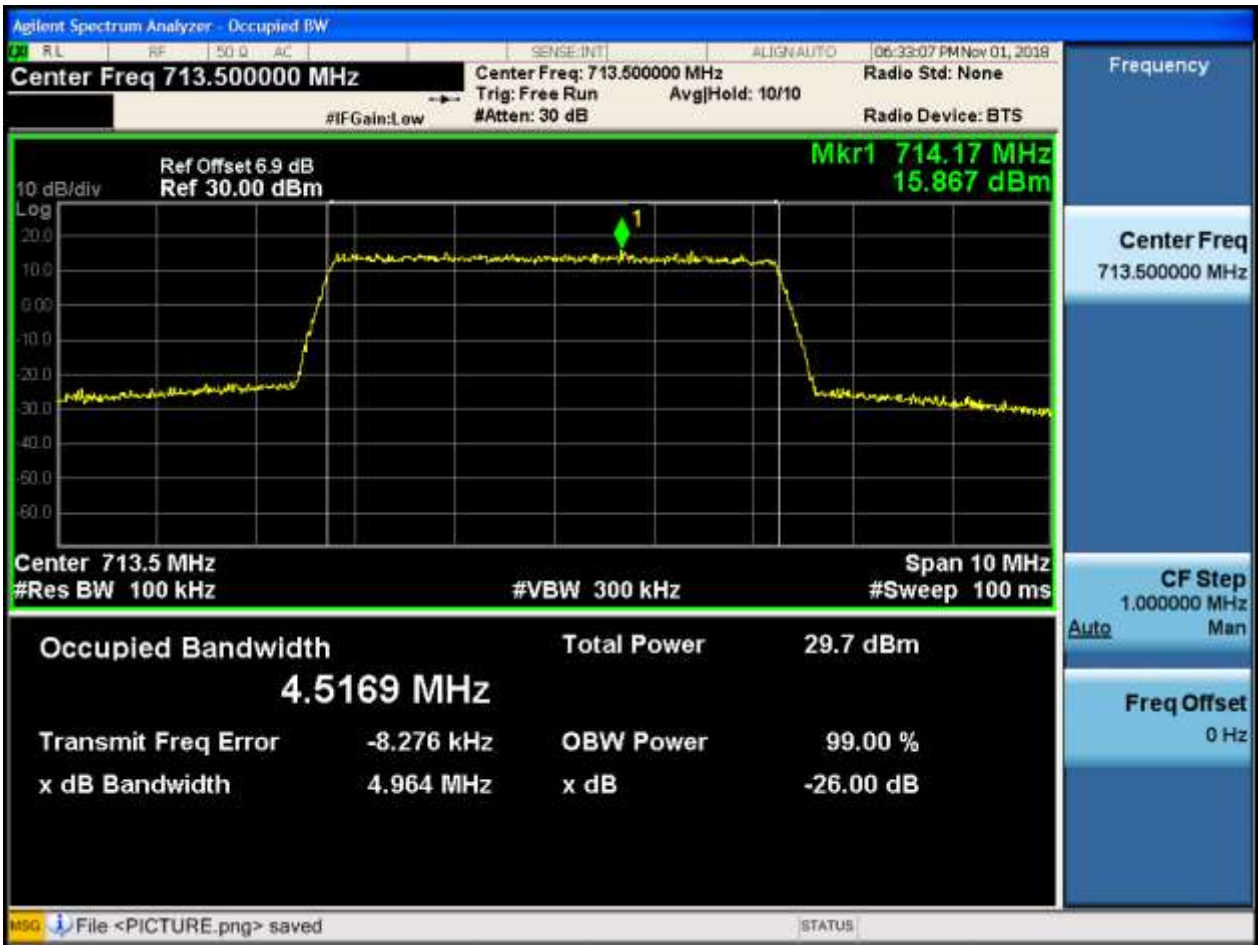 Agilent Spectrum Analyzer - Occupied BW
RL RF 50 Ω AC SENSE:INT ALIGN AUTO 06:33:07 PM Nov 01, 2018
Center Freq 713.500000 MHz
Center Freq: 713.500000 MHz Radio Std: None
Trig: Free Run Avg|Hold: 10/10
#IFGain:Low #Atten: 30 dB Radio Device: BTS
Frequency
Ref Offset 6.9 dB Mkr1 714.17 MHz
10 dB/div Ref 30.00 dBm 15.867 dBm
Log
20.0
10.0
0.00
-10.0
-20.0
-30.0
-40.0
-50.0
-60.0
1
Center 713.5 MHz Span 10 MHz
#Res BW 100 kHz #VBW 300 kHz #Sweep 100 ms
Occupied Bandwidth Total Power 29.7 dBm
4.5169 MHz
Transmit Freq Error -8.276 kHz OBW Power 99.00 %
x dB Bandwidth 4.964 MHz x dB -26.00 dB
Center Freq
713.500000 MHz
CF Step
1.000000 MHz
Auto Man
Freq Offset
0 Hz
MSG File <PICTURE.png> saved STATUS